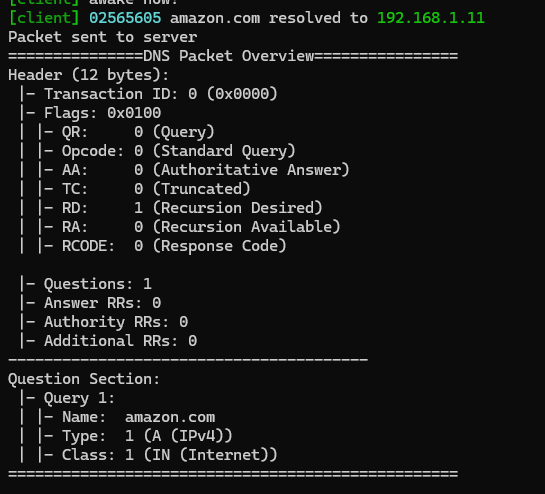 [client] awake now!
[client] 02565605 amazon.com resolved to 192.168.1.11
Packet sent to server
===============DNS Packet Overview================
Header (12 bytes):
 |- Transaction ID: 0 (0x0000)
 |- Flags: 0x0100
 | |- QR:     0 (Query)
 | |- Opcode: 0 (Standard Query)
 | |- AA:     0 (Authoritative Answer)
 | |- TC:     0 (Truncated)
 | |- RD:     1 (Recursion Desired)
 | |- RA:     0 (Recursion Available)
 | |- RCODE:  0 (Response Code)

 |- Questions: 1
 |- Answer RRs: 0
 |- Authority RRs: 0
 |- Additional RRs: 0
----------------------------------------
Question Section:
 |- Query 1:
 | |- Name:  amazon.com
 | |- Type:  1 (A (IPv4))
 | |- Class: 1 (IN (Internet))
==================================================